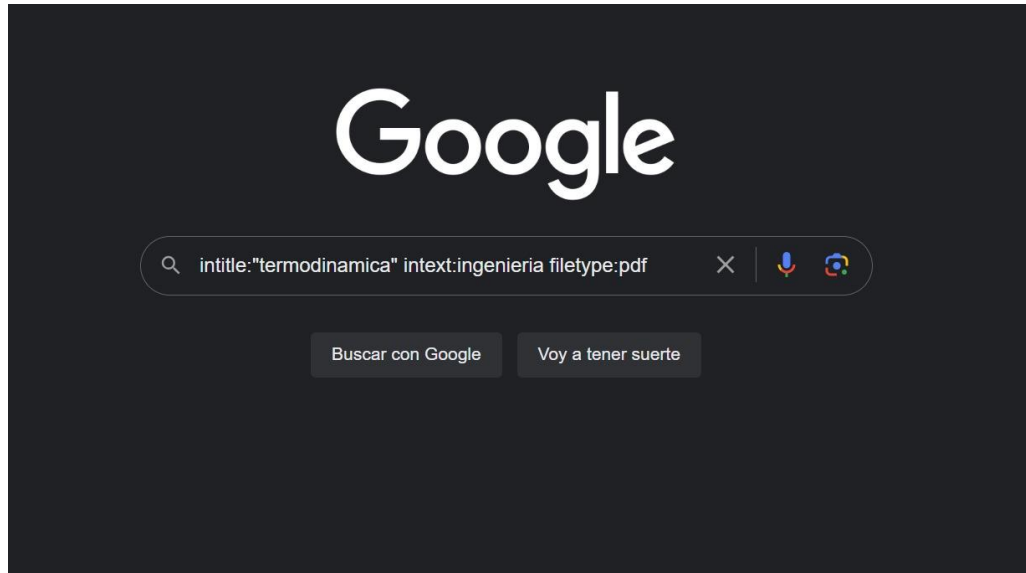 Google
intitle:"termodinamica" intext:ingenieria filetype:pdf
Buscar con Google
Voy a tener suerte